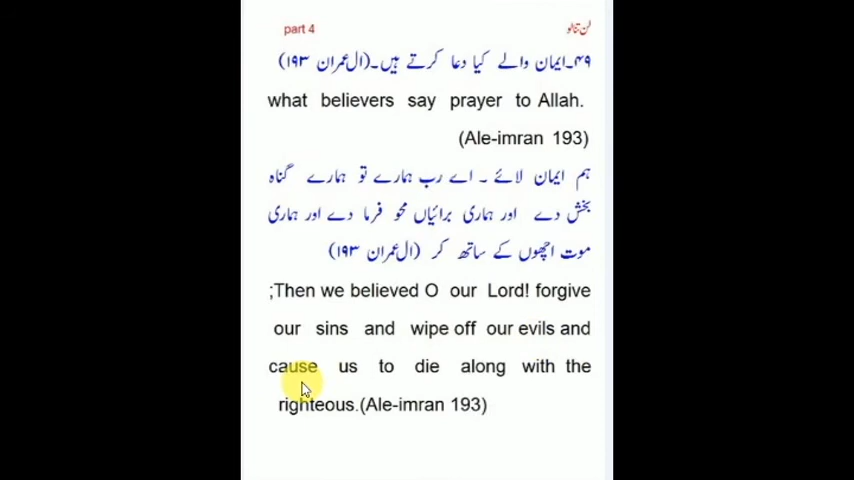 part 4 لن تنالو
۴۹۔ایمان والے کیا دعا کرتے ہیں۔(ال عمران ۱۹۳)
what believers say prayer to Allah.
(Ale-imran 193)
ہم ایمان لائے ۔ اے رب ہمارے تو ہمارے گناہ
بخش دے اور ہماری برائیاں محو فرما دے اور ہماری
موت اچھوں کے ساتھ کر (ال عمران ۱۹۳)
;Then we believed O our Lord! forgive
our sins and wipe off our evils and
cause us to die along with the
righteous.(Ale-imran 193)